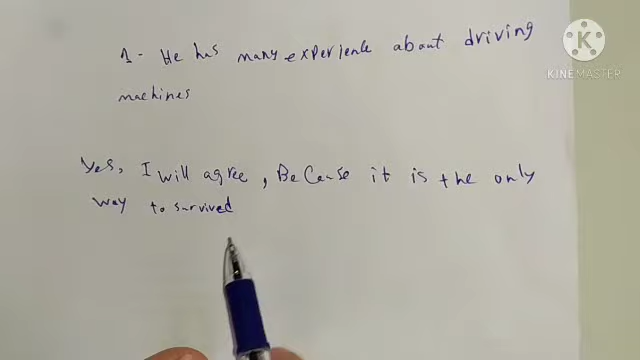 1- He has many experience about driving
machines
Yes, I will agree, Because it is the only
way to survived
KINEMASTER